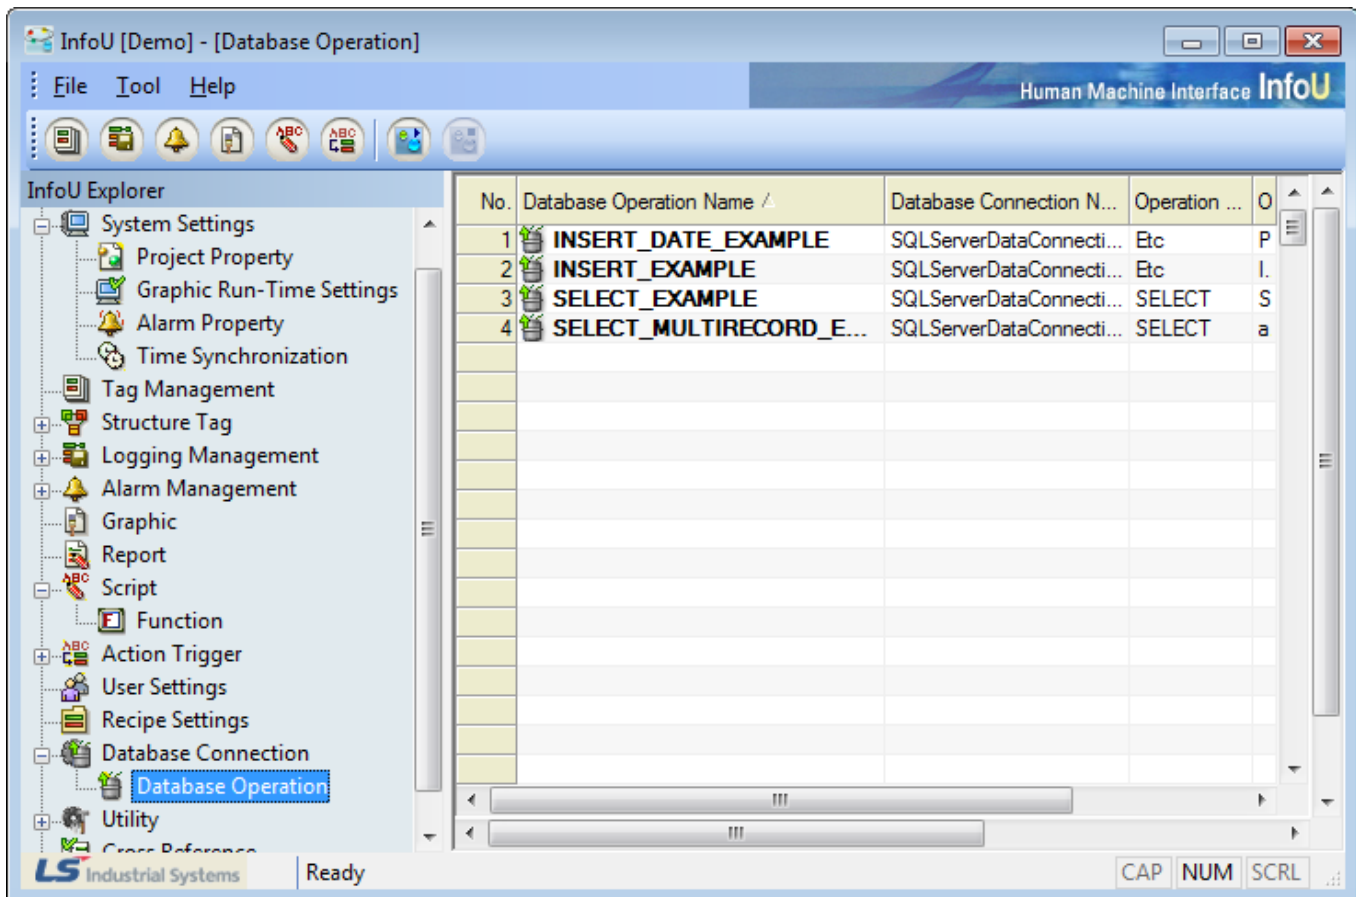 InfoU [Demo] - [Database Operation]
File Tool Help
Human Machine Interface InfoU
InfoU Explorer
System Settings
Project Property
Graphic Run-Time Settings
Alarm Property
Time Synchronization
Tag Management
Structure Tag
Logging Management
Alarm Management
Graphic
Report
Script
Function
Action Trigger
User Settings
Recipe Settings
Database Connection
Database Operation
Utility
Cross Reference
No. Database Operation Name Database Connection N... Operation ... O
1 INSERT_DATE_EXAMPLE SQLServerDataConnecti... Etc P
2 INSERT_EXAMPLE SQLServerDataConnecti... Etc I.
3 SELECT_EXAMPLE SQLServerDataConnecti... SELECT S
4 SELECT_MULTIRECORD_E... SQLServerDataConnecti... SELECT a
LS Industrial Systems Ready CAP NUM SCRL